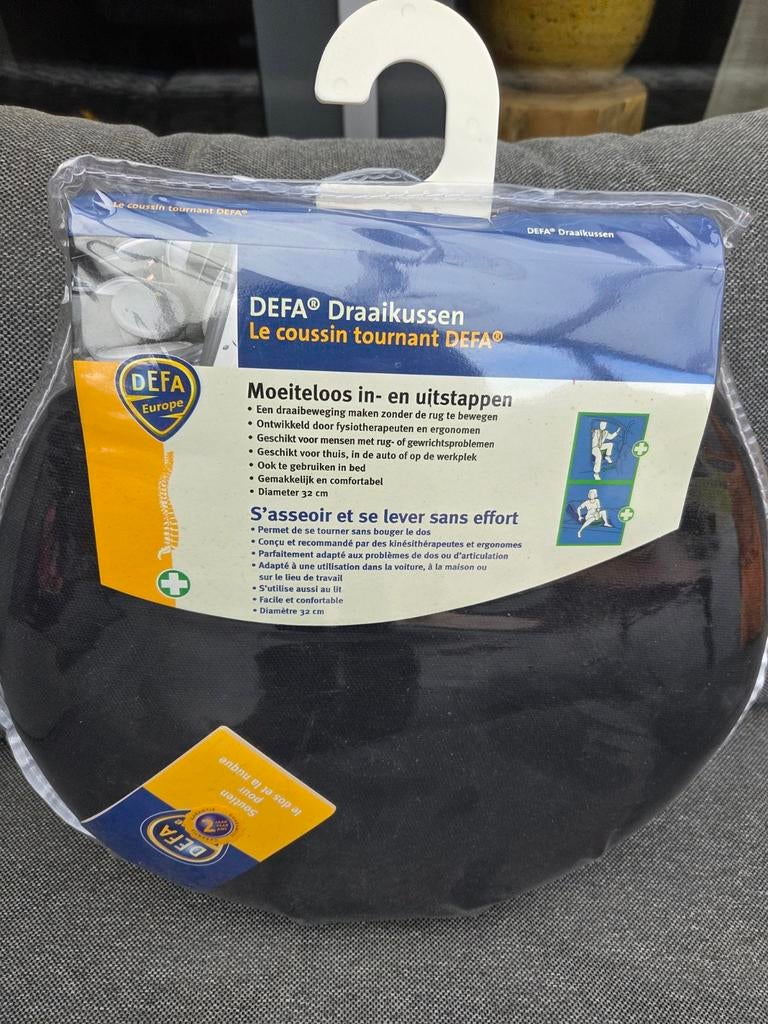 Le coussin tournant DEFA®
DEFA® Draaikussen
DEFA® Draaikussen
Le coussin tournant DEFA®
DEFA
Europe
Moeiteloos in- en uitstappen
• Een draaibeweging maken zonder de rug te bewegen
• Ontwikkeld door fysiotherapeuten en ergonomen
• Geschikt voor mensen met rug- of gewrichtsproblemen
• Geschikt voor thuis, in de auto of op de werkplek
• Ook te gebruiken in bed
• Gemakkelijk en comfortabel
• Diameter 32 cm
S'asseoir et se lever sans effort
• Permet de se tourner sans bouger le dos
• Conçu et recommandé par des kinésithérapeutes et ergonomes
• Parfaitement adapté aux problèmes de dos ou d'articulation
• Adapté à une utilisation dans la voiture, à la maison ou
sur le lieu de travail
• S'utilise aussi au lit
• Facile et confortable
• Diamètre 32 cm
Soutien
pour
le dos et la nuque
DEFA
2